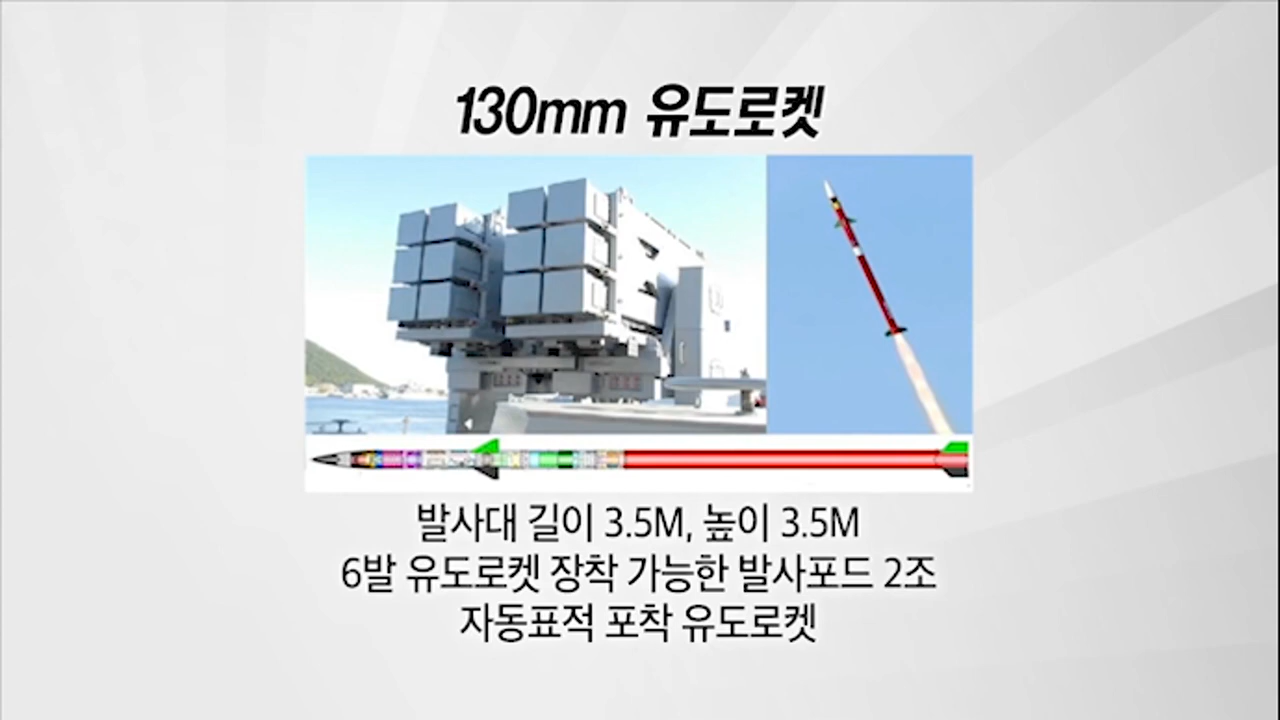 130mm 유도로켓
발사대 길이 3.5M, 높이 3.5M
6발 유도로켓 장착 가능한 발사포드 2조
자동표적 포착 유도로켓